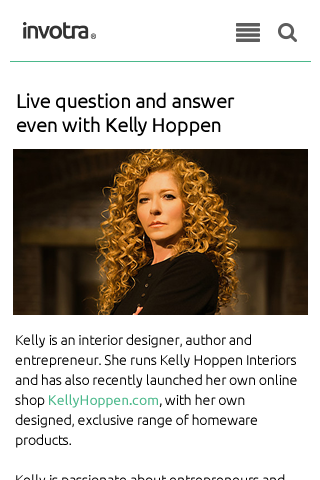 invotra®
Live question and answer
even with Kelly Hoppen
Kelly is an interior designer, author and
entrepreneur. She runs Kelly Hoppen Interiors
and has also recently launched her own online
shop KellyHoppen.com, with her own
designed, exclusive range of homeware
products.
Kelly is passionate about entrepreneurs and